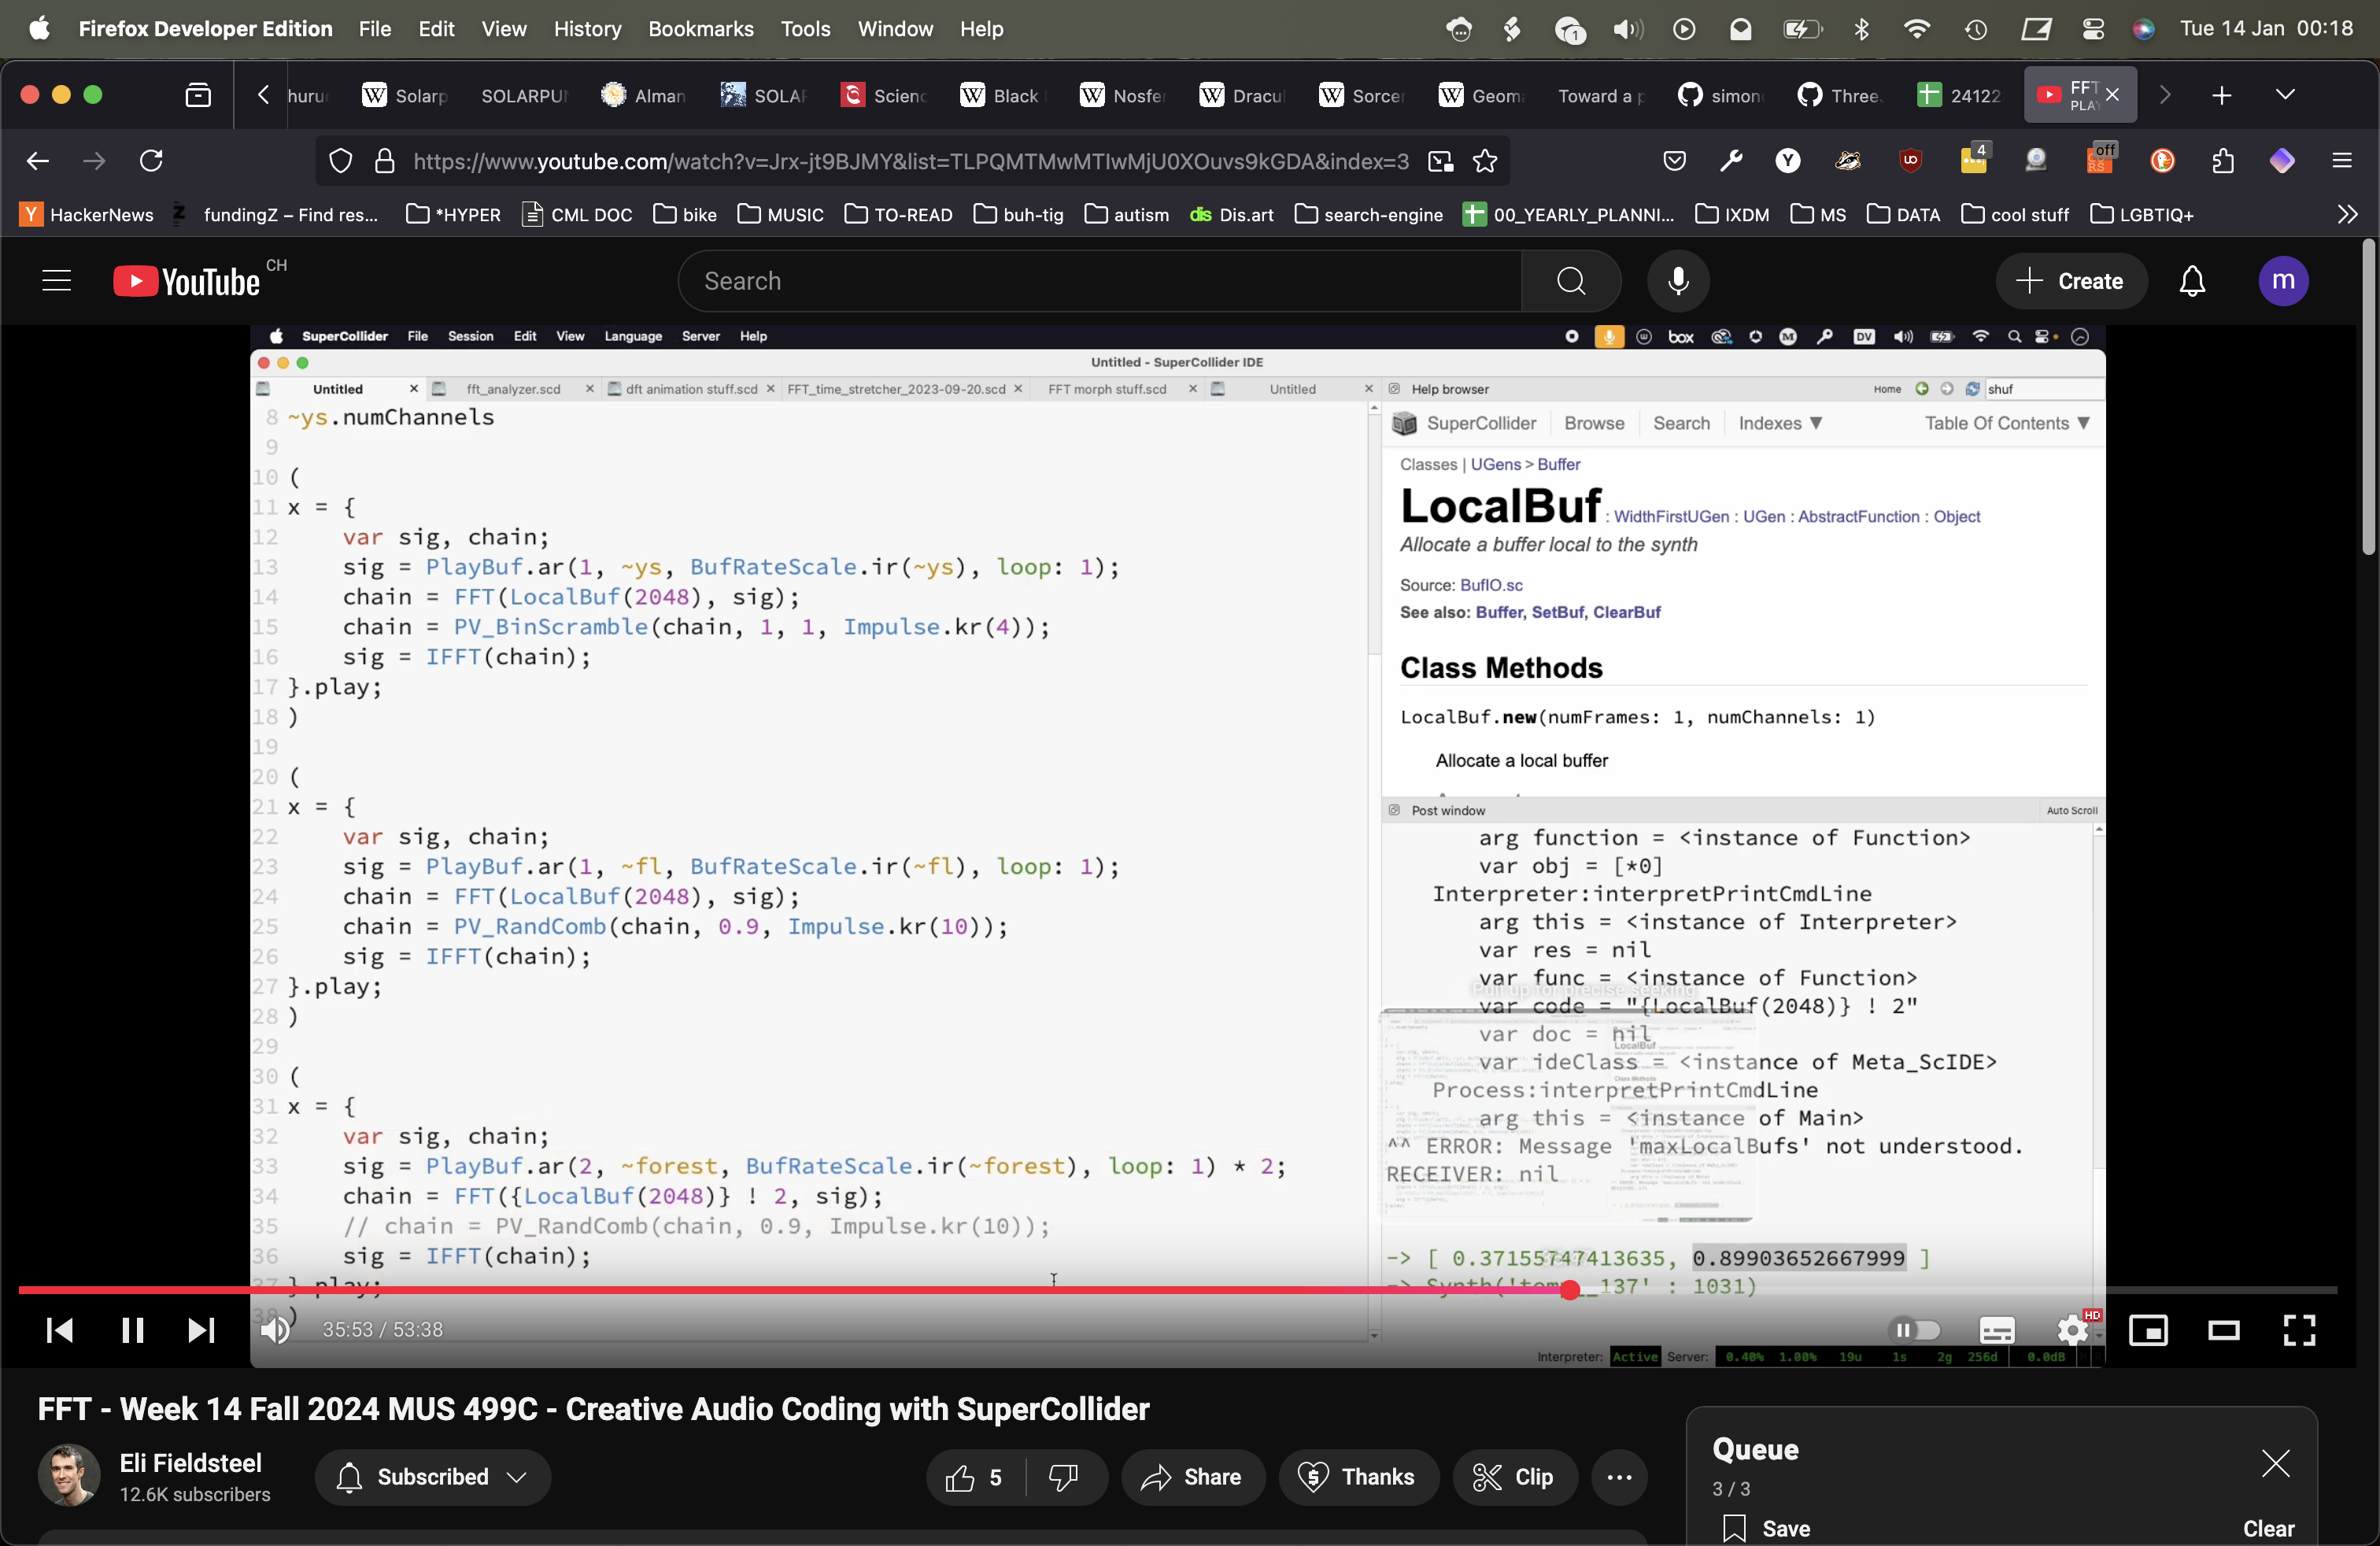 Firefox Developer Edition File Edit View History Bookmarks Tools Window Help 1 Tue 14 Jan 00:18
Solarp SOLARPU Alman SOLAR Scienc Black Nosfe Dracul Sorcer Geom Toward a p simon Three. 24122 FFT
PLA
https://www.youtube.com/watch?v=Jrx-jt9BJMY&list=TLPQMTMwMTIwMjU0XOuvs9kGDA&index=3 4 off
HackerNews fundingZ – Find res... *HYPER CML DOC bike MUSIC TO-READ buh-tig autism dis Dis.art search-engine 00_YEARLY_PLANNI... IXDM MS DATA cool stuff LGBTIQ+
YouTube CH Search Create m
SuperCollider File Session Edit View Language Server Help box DV
Untitled - SuperCollider IDE
Untitled fft_analyzer.scd dft animation stuff.scd FFT_time_stretcher_2023-09-20.scd FFT morph stuff.scd Untitled
8 ~ys.numChannels
9
10 (
11 x = {
12 var sig, chain;
13 sig = PlayBuf.ar(1, ~ys, BufRateScale.ir(~ys), loop: 1);
14 chain = FFT(LocalBuf(2048), sig);
15 chain = PV_BinScramble(chain, 1, 1, Impulse.kr(4));
16 sig = IFFT(chain);
17 }.play;
18 )
19
20 (
21 x = {
22 var sig, chain;
23 sig = PlayBuf.ar(1, ~fl, BufRateScale.ir(~fl), loop: 1);
24 chain = FFT(LocalBuf(2048), sig);
25 chain = PV_RandComb(chain, 0.9, Impulse.kr(10));
26 sig = IFFT(chain);
27 }.play;
28 )
29
30 (
31 x = {
32 var sig, chain;
33 sig = PlayBuf.ar(2, ~forest, BufRateScale.ir(~forest), loop: 1) * 2;
34 chain = FFT({LocalBuf(2048)} ! 2, sig);
35 // chain = PV_RandComb(chain, 0.9, Impulse.kr(10));
36 sig = IFFT(chain);
37 }.play;
38 )
Help browser Home shuf
SuperCollider Browse Search Indexes ▼ Table Of Contents ▼
Classes | UGens > Buffer
LocalBuf : WidthFirstUGen : UGen : AbstractFunction : Object
Allocate a buffer local to the synth
Source: BufIO.sc
See also: Buffer, SetBuf, ClearBuf
Class Methods
LocalBuf.new(numFrames: 1, numChannels: 1)
Allocate a local buffer
Post window Auto Scroll
arg function = <instance of Function>
var obj = [*0]
Interpreter:interpretPrintCmdLine
arg this = <instance of Interpreter>
var res = nil
var func = <instance of Function>
Pull up for precise seeking
var code = "{LocalBuf(2048)} ! 2"
var doc = nil
var ideClass = <instance of Meta_ScIDE>
Process:interpretPrintCmdLine
arg this = <instance of Main>
^^ ERROR: Message 'maxLocalBufs' not understood.
RECEIVER: nil
-> [ 0.37155747413635, 0.89903652667999 ]
-> Synth('temp__137' : 1031)
35:53 / 53:38 HD
Interpreter: Active Server: 0.40% 1.00% 19u 1s 2g 256d 0.0dB
FFT - Week 14 Fall 2024 MUS 499C - Creative Audio Coding with SuperCollider
Eli Fieldsteel
12.6K subscribers
Subscribed 5 Share Thanks Clip
Queue
3 / 3
Save Clear